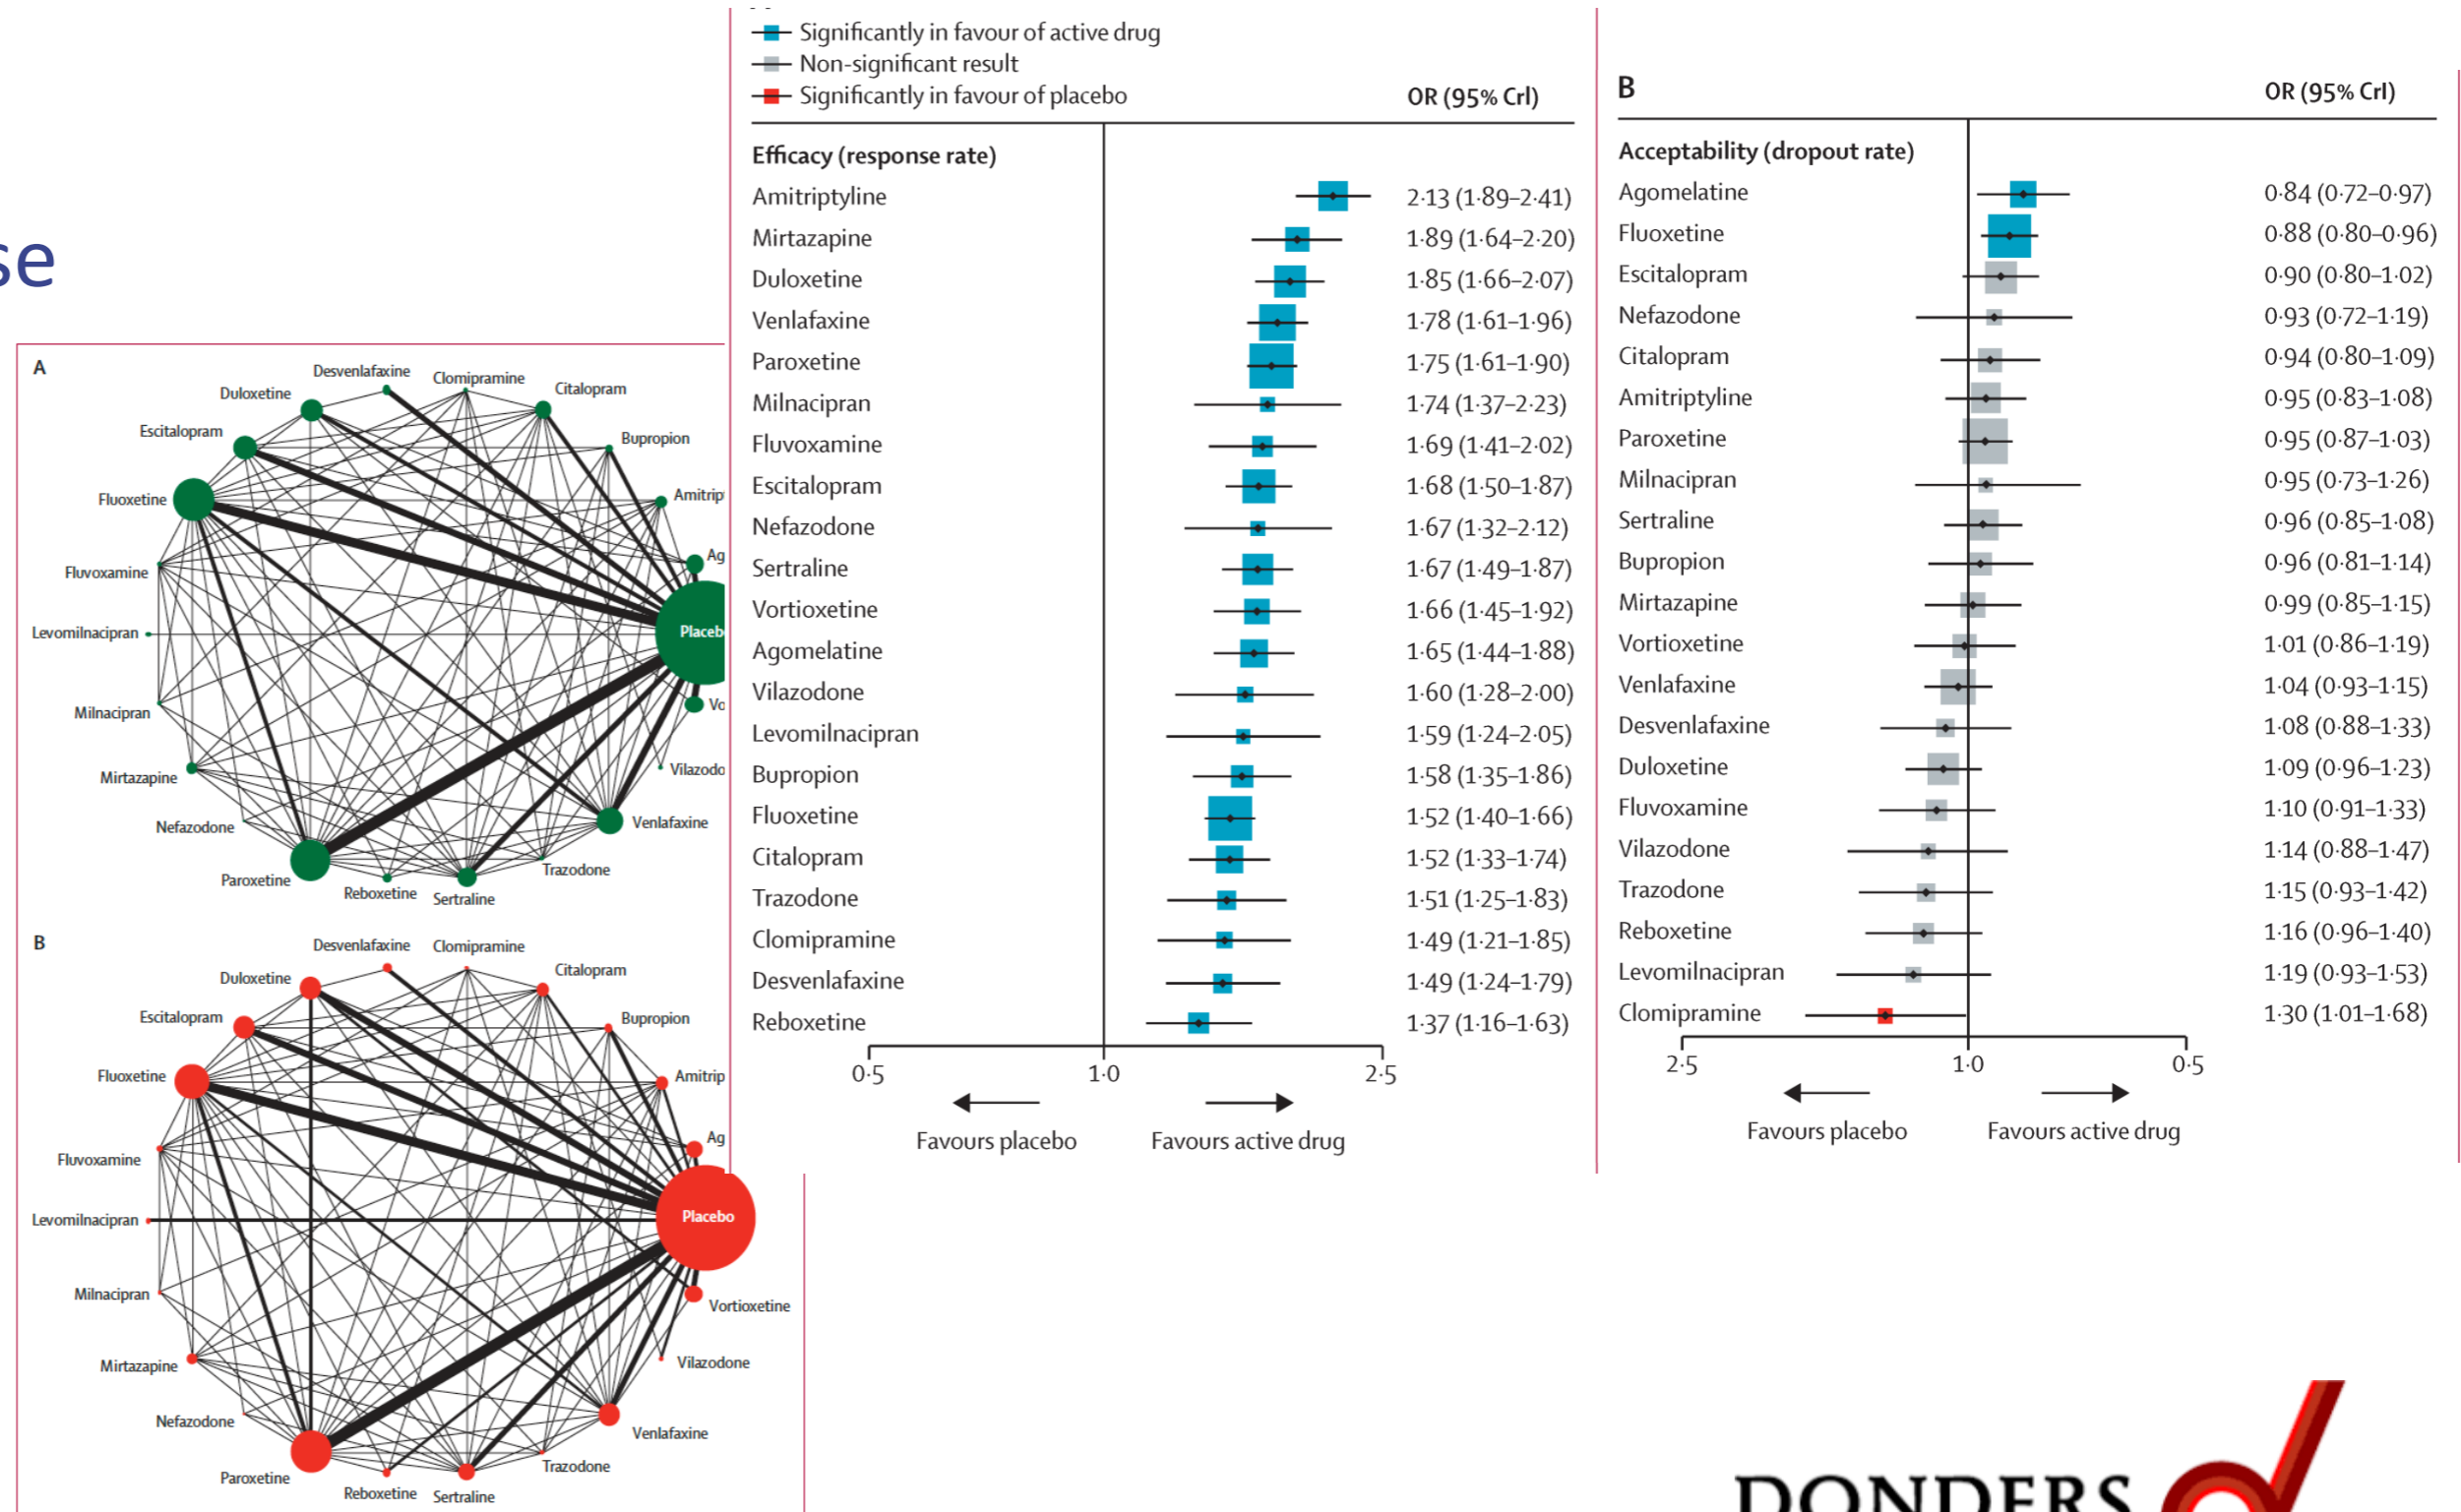 se
A
Desvenlafaxine
Clomipramine
Duloxetine
Citalopram
Escitalopram
Bupropion
Fluoxetine
Amitrip
Ag
Fluvoxamine
Levomilnacipran
Placeb
Milnacipran
Vo
Mirtazapine
Vilazodo
Nefazodone
Venlafaxine
Paroxetine
Trazodone
Reboxetine
Sertraline
B
Desvenlafaxine
Clomipramine
Duloxetine
Citalopram
Escitalopram
Bupropion
Fluoxetine
Amitrip
Ag
Fluvoxamine
Levomilnacipran
Placebo
Milnacipran
Vortioxetine
Mirtazapine
Vilazodone
Nefazodone
Venlafaxine
Paroxetine
Trazodone
Reboxetine
Sertraline
Significantly in favour of active drug
Non-significant result
Significantly in favour of placebo
OR (95% CrI)
Efficacy (response rate)
Amitriptyline 2·13 (1·89–2·41)
Mirtazapine 1·89 (1·64–2·20)
Duloxetine 1·85 (1·66–2·07)
Venlafaxine 1·78 (1·61–1·96)
Paroxetine 1·75 (1·61–1·90)
Milnacipran 1·74 (1·37–2·23)
Fluvoxamine 1·69 (1·41–2·02)
Escitalopram 1·68 (1·50–1·87)
Nefazodone 1·67 (1·32–2·12)
Sertraline 1·67 (1·49–1·87)
Vortioxetine 1·66 (1·45–1·92)
Agomelatine 1·65 (1·44–1·88)
Vilazodone 1·60 (1·28–2·00)
Levomilnacipran 1·59 (1·24–2·05)
Bupropion 1·58 (1·35–1·86)
Fluoxetine 1·52 (1·40–1·66)
Citalopram 1·52 (1·33–1·74)
Trazodone 1·51 (1·25–1·83)
Clomipramine 1·49 (1·21–1·85)
Desvenlafaxine 1·49 (1·24–1·79)
Reboxetine 1·37 (1·16–1·63)
0·5 1·0 2·5
Favours placebo Favours active drug
B OR (95% CrI)
Acceptability (dropout rate)
Agomelatine 0·84 (0·72–0·97)
Fluoxetine 0·88 (0·80–0·96)
Escitalopram 0·90 (0·80–1·02)
Nefazodone 0·93 (0·72–1·19)
Citalopram 0·94 (0·80–1·09)
Amitriptyline 0·95 (0·83–1·08)
Paroxetine 0·95 (0·87–1·03)
Milnacipran 0·95 (0·73–1·26)
Sertraline 0·96 (0·85–1·08)
Bupropion 0·96 (0·81–1·14)
Mirtazapine 0·99 (0·85–1·15)
Vortioxetine 1·01 (0·86–1·19)
Venlafaxine 1·04 (0·93–1·15)
Desvenlafaxine 1·08 (0·88–1·33)
Duloxetine 1·09 (0·96–1·23)
Fluvoxamine 1·10 (0·91–1·33)
Vilazodone 1·14 (0·88–1·47)
Trazodone 1·15 (0·93–1·42)
Reboxetine 1·16 (0·96–1·40)
Levomilnacipran 1·19 (0·93–1·53)
Clomipramine 1·30 (1·01–1·68)
2·5 1·0 0·5
Favours placebo Favours active drug
DONDERS